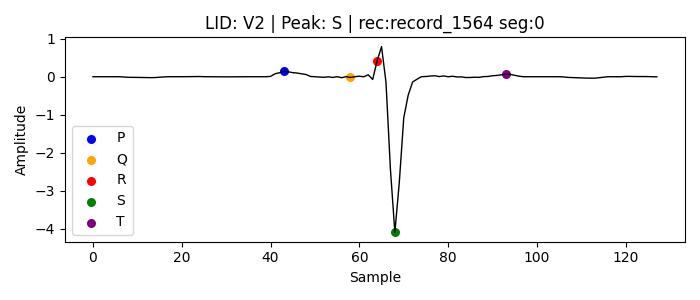 LID: V2 | Peak: S | rec:record_1564 seg:0
Amplitude
1
0
−1
−2
−3
−4
P
Q
R
S
T
0 20 40 60 80 100 120
Sample